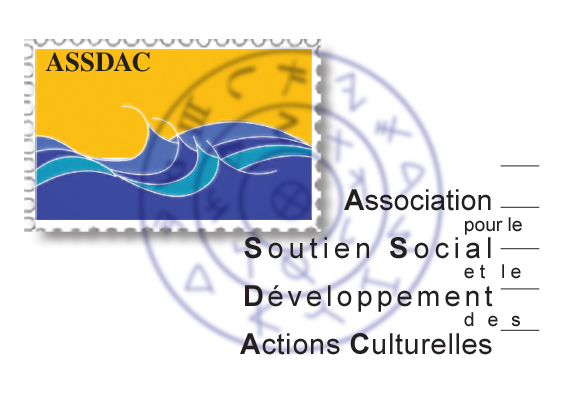 ASSDAC
Association
pour le
Soutien Social
et le
Développement
des
Actions Culturelles